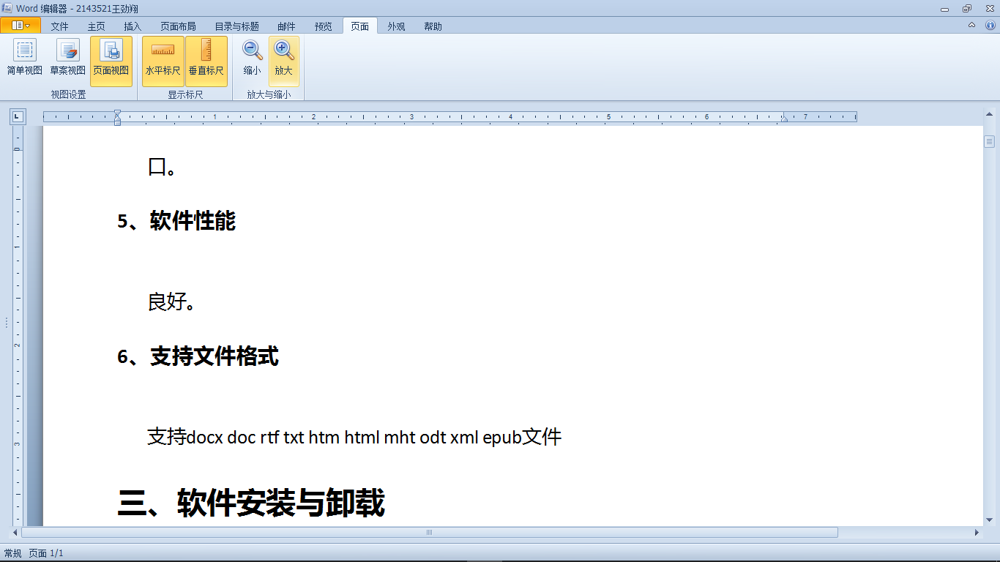 Word 编辑器 - 2143521王劲翔
文件 主页 插入 页面布局 目录与标题 邮件 预览 页面 外观 帮助
简单视图 草案视图 页面视图 水平标尺 垂直标尺 缩小 放大
视图设置 显示标尺 放大与缩小
1 2 3 4 5 6 7
口。
5、软件性能
良好。
6、支持文件格式
支持docx doc rtf txt htm html mht odt xml epub文件
三、软件安装与卸载
0
1
2
3
常规 页面 1/1